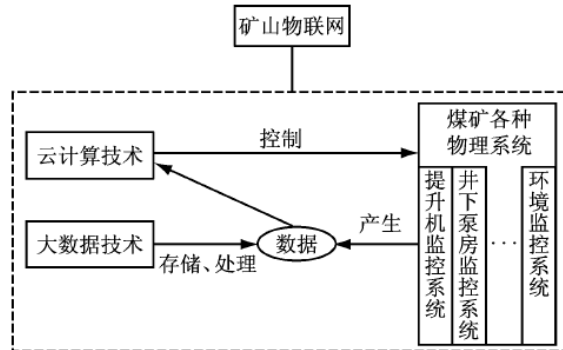 矿山物联网
云计算技术
控制
煤矿各种
物理系统
提升机监控系统
井下泵房监控系统
···
环境监控系统
大数据技术
存储、处理
数据
产生